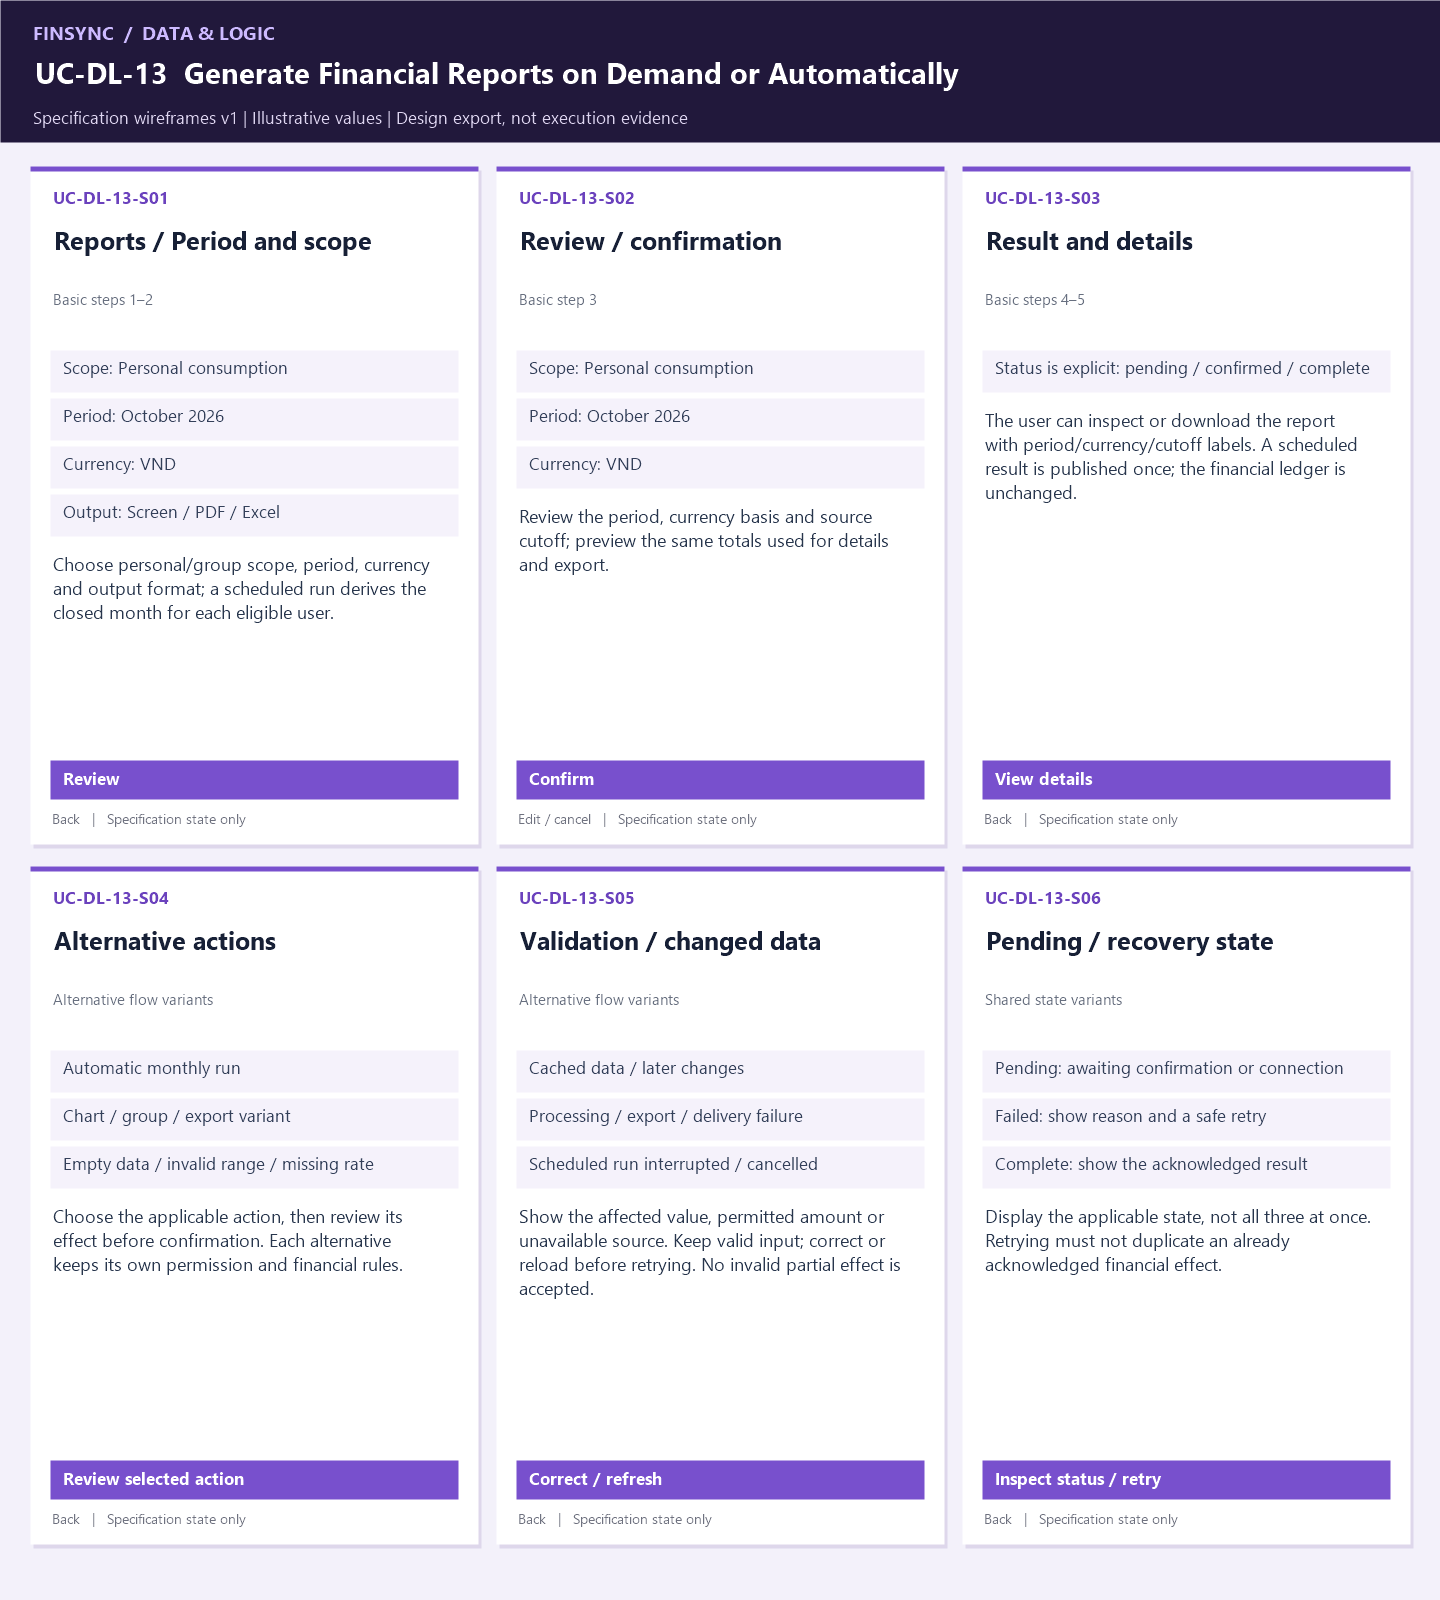 FINSYNC / DATA & LOGIC
UC-DL-13 Generate Financial Reports on Demand or Automatically
Specification wireframes v1 | Illustrative values | Design export, not execution evidence
UC-DL-13-S01
Reports / Period and scope
Basic steps 1–2
Scope: Personal consumption
Period: October 2026
Currency: VND
Output: Screen / PDF / Excel
Choose personal/group scope, period, currency
and output format; a scheduled run derives the
closed month for each eligible user.
Review
Back | Specification state only
UC-DL-13-S02
Review / confirmation
Basic step 3
Scope: Personal consumption
Period: October 2026
Currency: VND
Review the period, currency basis and source
cutoff; preview the same totals used for details
and export.
Confirm
Edit / cancel | Specification state only
UC-DL-13-S03
Result and details
Basic steps 4–5
Status is explicit: pending / confirmed / complete
The user can inspect or download the report
with period/currency/cutoff labels. A scheduled
result is published once; the financial ledger is
unchanged.
View details
Back | Specification state only
UC-DL-13-S04
Alternative actions
Alternative flow variants
Automatic monthly run
Chart / group / export variant
Empty data / invalid range / missing rate
Choose the applicable action, then review its
effect before confirmation. Each alternative
keeps its own permission and financial rules.
Review selected action
Back | Specification state only
UC-DL-13-S05
Validation / changed data
Alternative flow variants
Cached data / later changes
Processing / export / delivery failure
Scheduled run interrupted / cancelled
Show the affected value, permitted amount or
unavailable source. Keep valid input; correct or
reload before retrying. No invalid partial effect is
accepted.
Correct / refresh
Back | Specification state only
UC-DL-13-S06
Pending / recovery state
Shared state variants
Pending: awaiting confirmation or connection
Failed: show reason and a safe retry
Complete: show the acknowledged result
Display the applicable state, not all three at once.
Retrying must not duplicate an already
acknowledged financial effect.
Inspect status / retry
Back | Specification state only